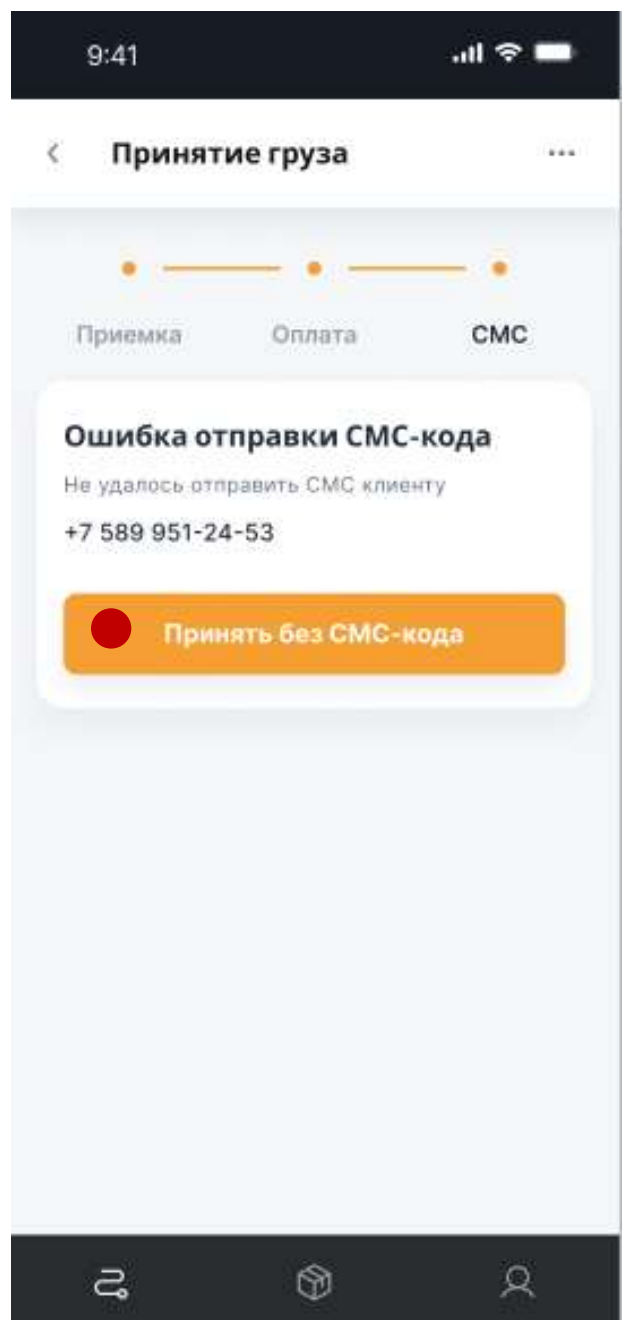 9:41
Принятие груза
Приемка Оплата СМС
Ошибка отправки СМС-кода
Не удалось отправить СМС клиенту
+7 589 951-24-53
Принять без СМС-кода